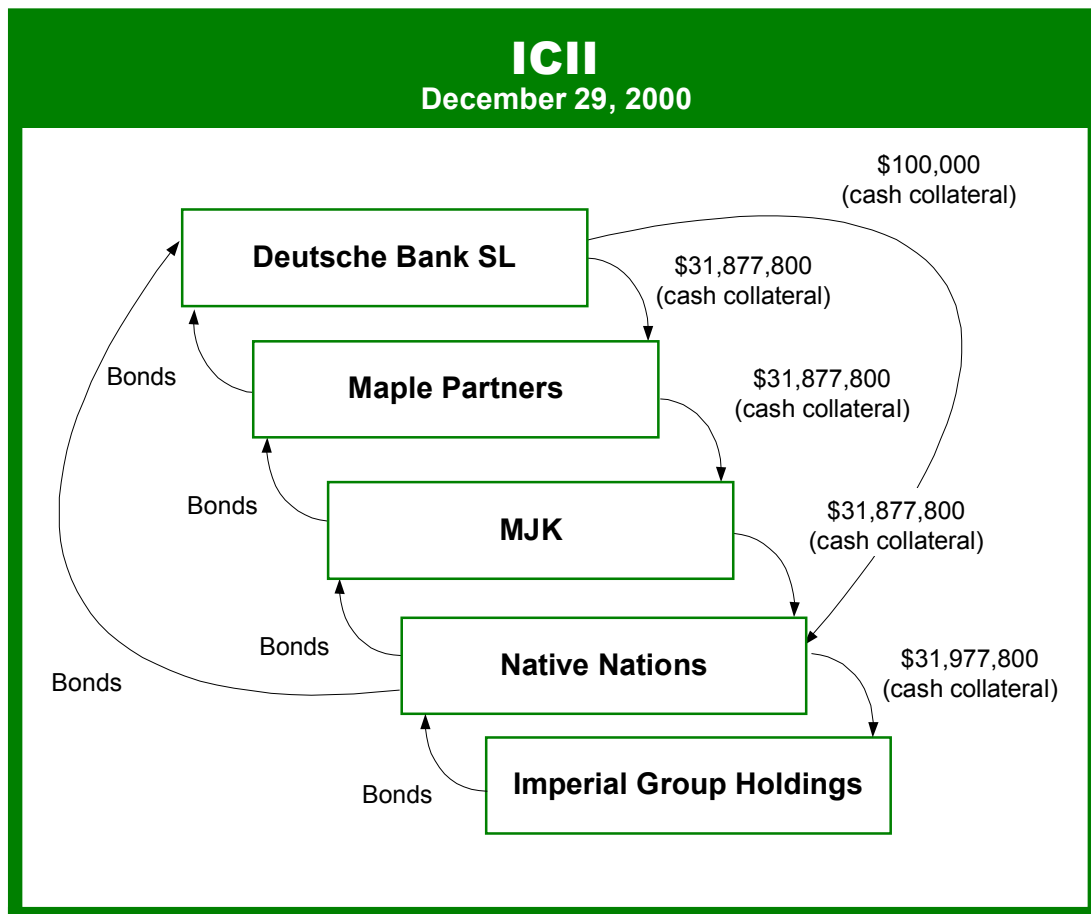 ICII
December 29, 2000
$100,000
(cash collateral)
Deutsche Bank SL
$31,877,800
(cash collateral)
Bonds
Maple Partners
$31,877,800
(cash collateral)
Bonds
MJK
$31,877,800
(cash collateral)
Bonds
Native Nations
$31,977,800
(cash collateral)
Bonds
Imperial Group Holdings
Bonds